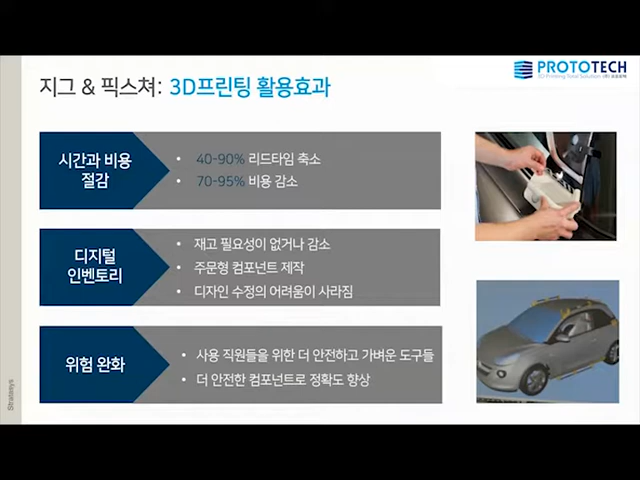 PROTOTECH
3D Printing Total Solution
지그 & 픽스쳐: 3D프린팅 활용효과
시간과 비용
절감
• 40-90% 리드타임 축소
• 70-95% 비용 감소
디지털
인벤토리
• 재고 필요성이 없거나 감소
• 주문형 컴포넌트 제작
• 디자인 수정의 어려움이 사라짐
위험 완화
• 사용 직원들을 위한 더 안전하고 가벼운 도구들
• 더 안전한 컴포넌트로 정확도 향상
Stratasys